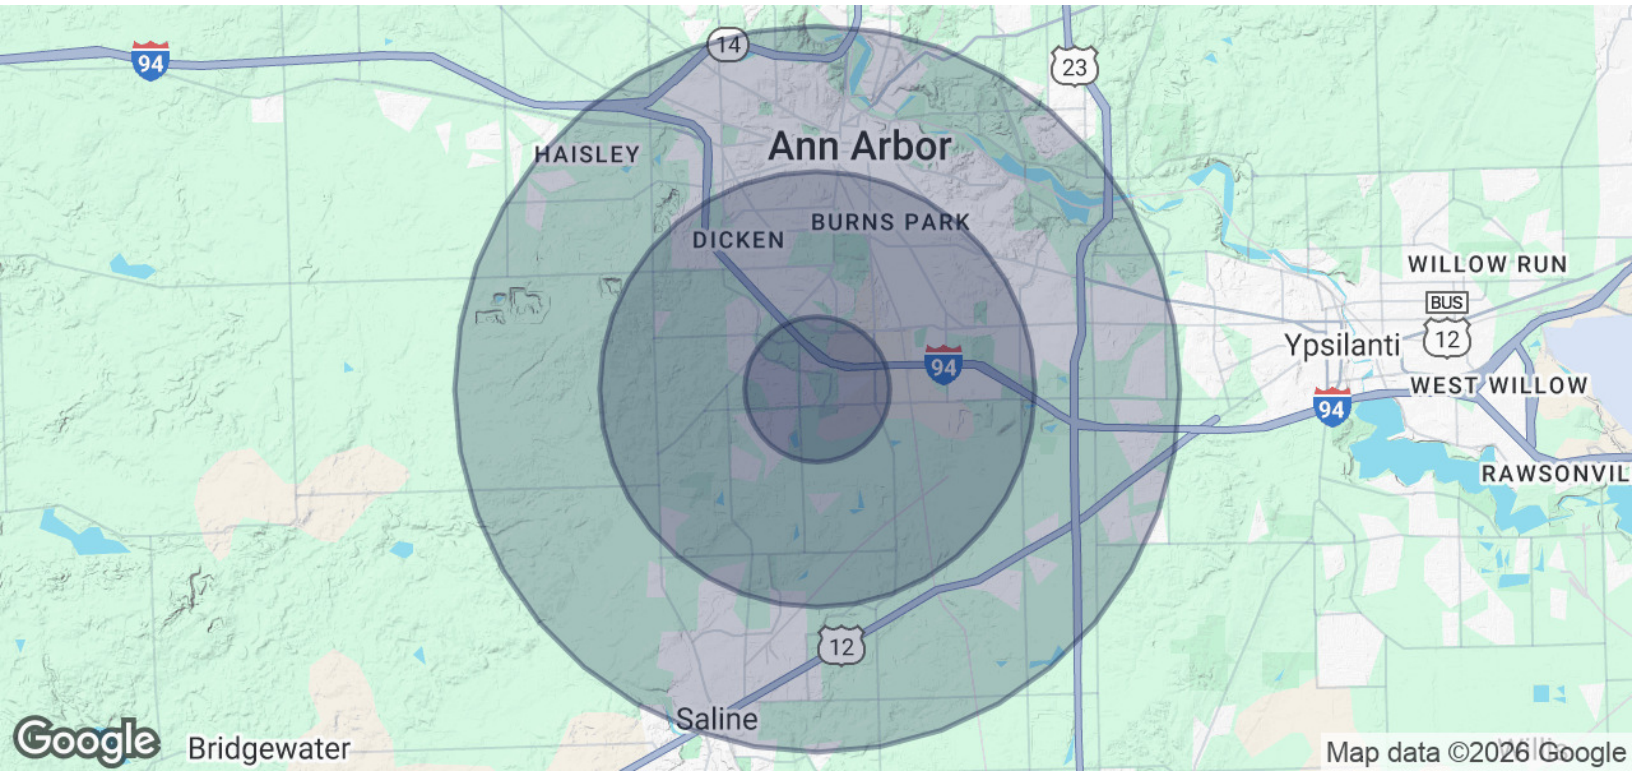 14
94
23
Ann Arbor
HAISLEY
BURNS PARK
DICKEN
WILLOW RUN
BUS
12
Ypsilanti
94
WEST WILLOW
94
RAWSONVIL
12
Saline
Google
Bridgewater
Map data ©2026 Google